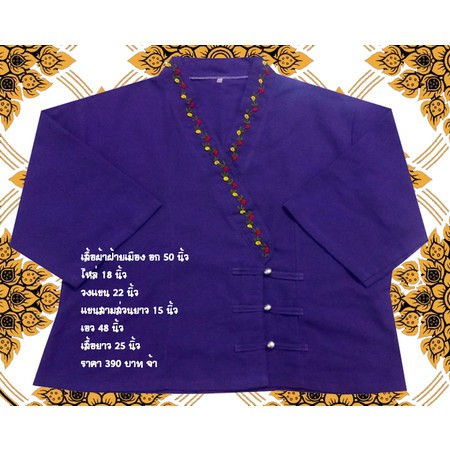 เสื้อผ้าฝ้ายเมือง อก 50 นิ้ว
ไหล่ 18 นิ้ว
วงแขน 22 นิ้ว
แขนสามส่วนยาว 15 นิ้ว
เอว 48 นิ้ว
เสื้อยาว 25 นิ้ว
ราคา 390 บาท จ้า